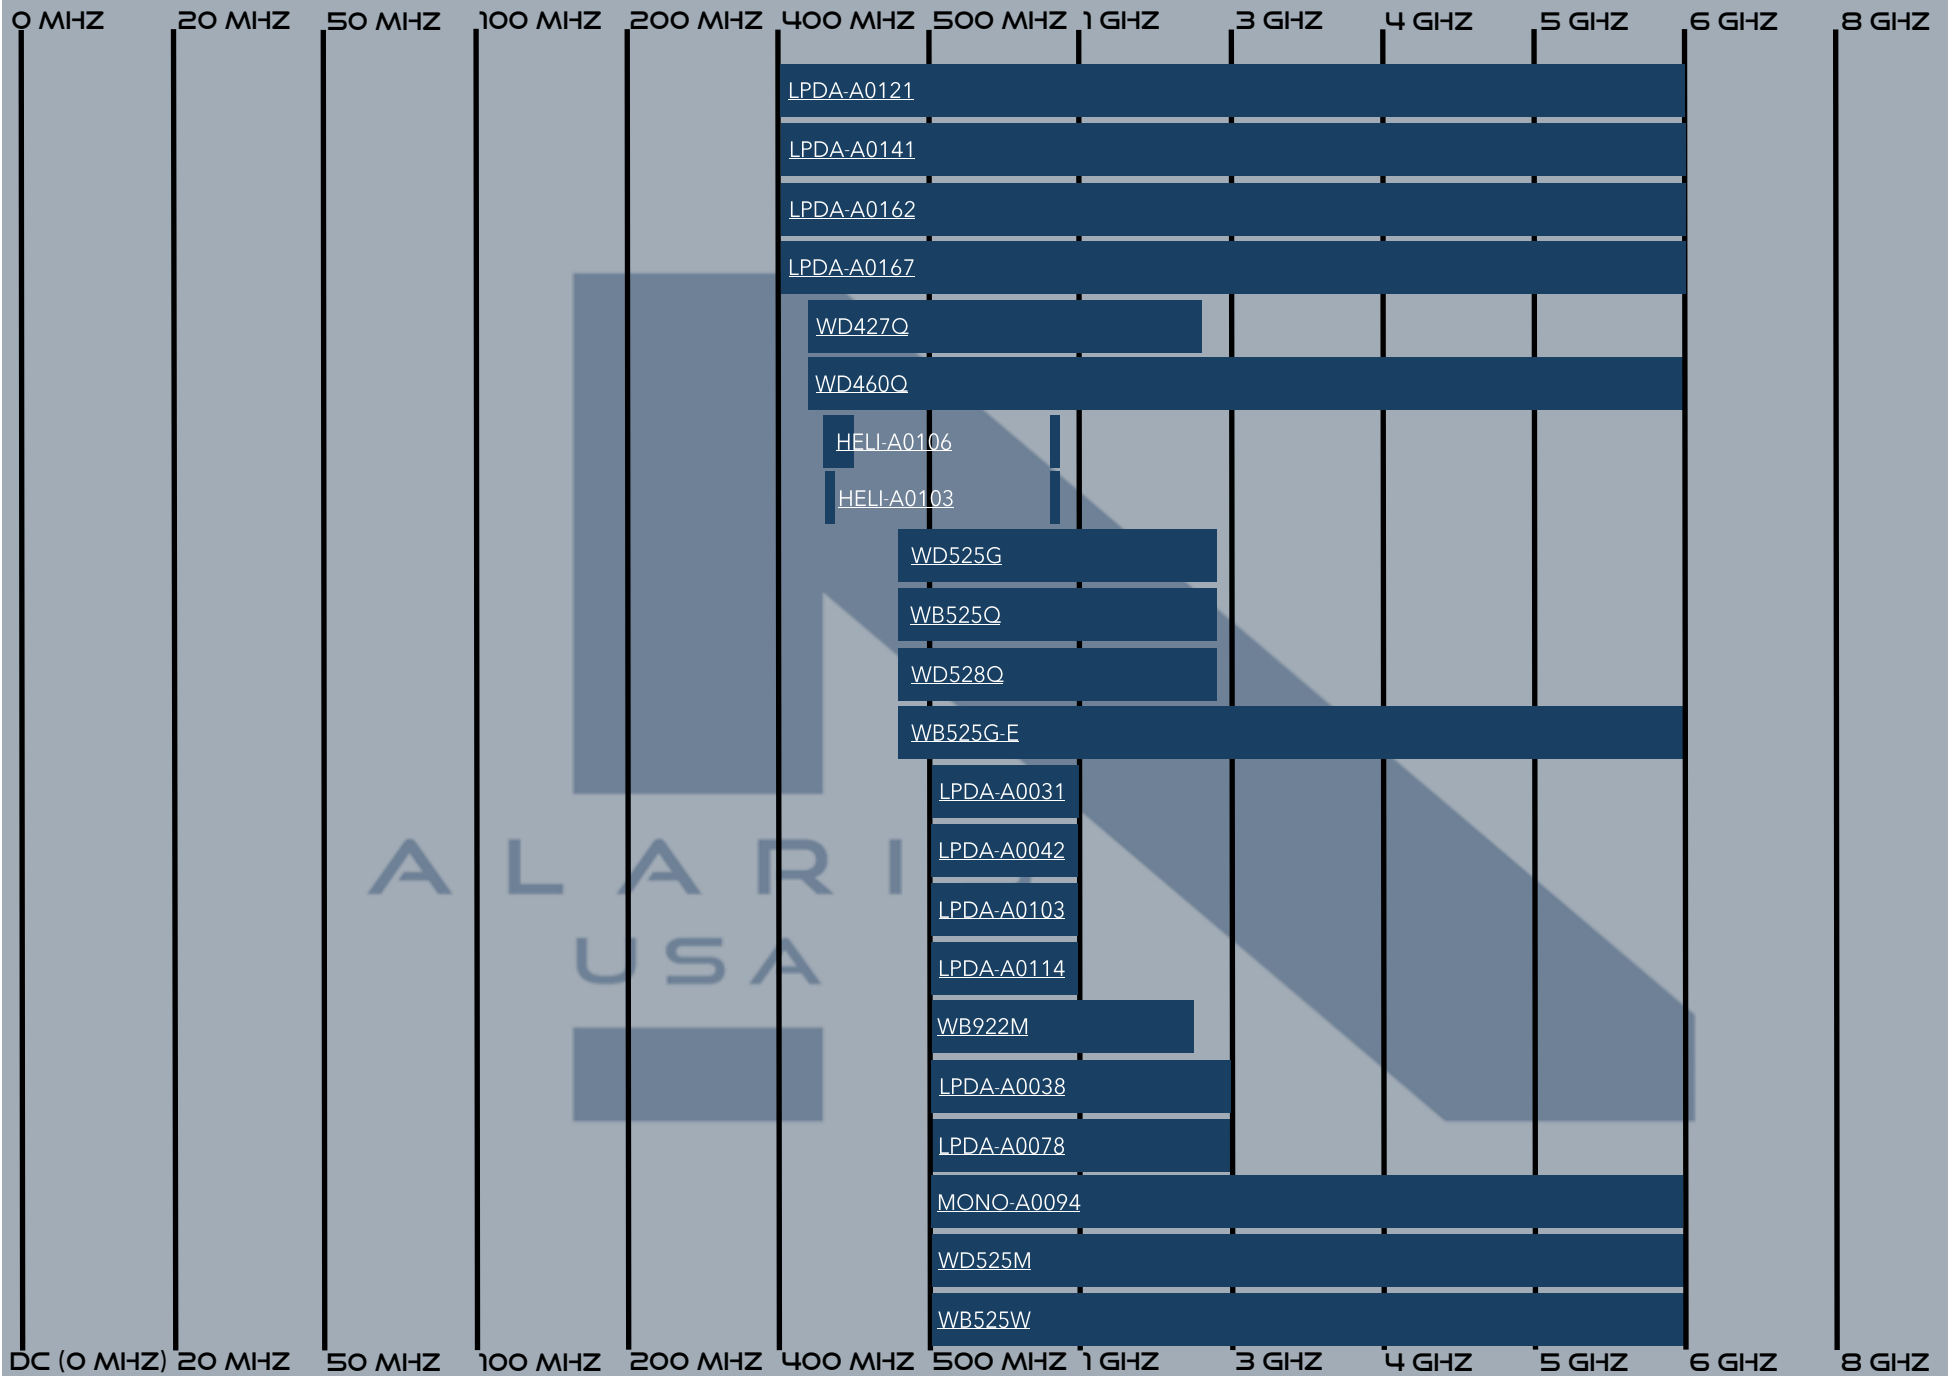 0 MHZ 20 MHZ 50 MHZ 100 MHZ 200 MHZ 400 MHZ 500 MHZ 1 GHZ 3 GHZ 4 GHZ 5 GHZ 6 GHZ 8 GHZ
LPDA-A0121
LPDA-A0141
LPDA-A0162
LPDA-A0167
WD427Q
WD460Q
HELI-A0106
HELI-A0103
WD525G
WB525Q
WD528Q
WB525G-E
LPDA-A0031
LPDA-A0042
ALARI
LPDA-A0103
USA
LPDA-A0114
WB922M
LPDA-A0038
LPDA-A0078
MONO-A0094
WD525M
WB525W
DC (0 MHZ) 20 MHZ 50 MHZ 100 MHZ 200 MHZ 400 MHZ 500 MHZ 1 GHZ 3 GHZ 4 GHZ 5 GHZ 6 GHZ 8 GHZ